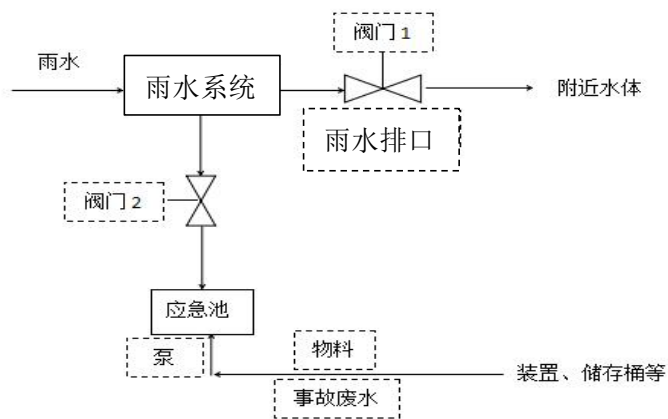 阀门 1
雨水
雨水系统
附近水体
雨水排口
阀门 2
应急池
泵
物料
装置、储存桶等
事故废水